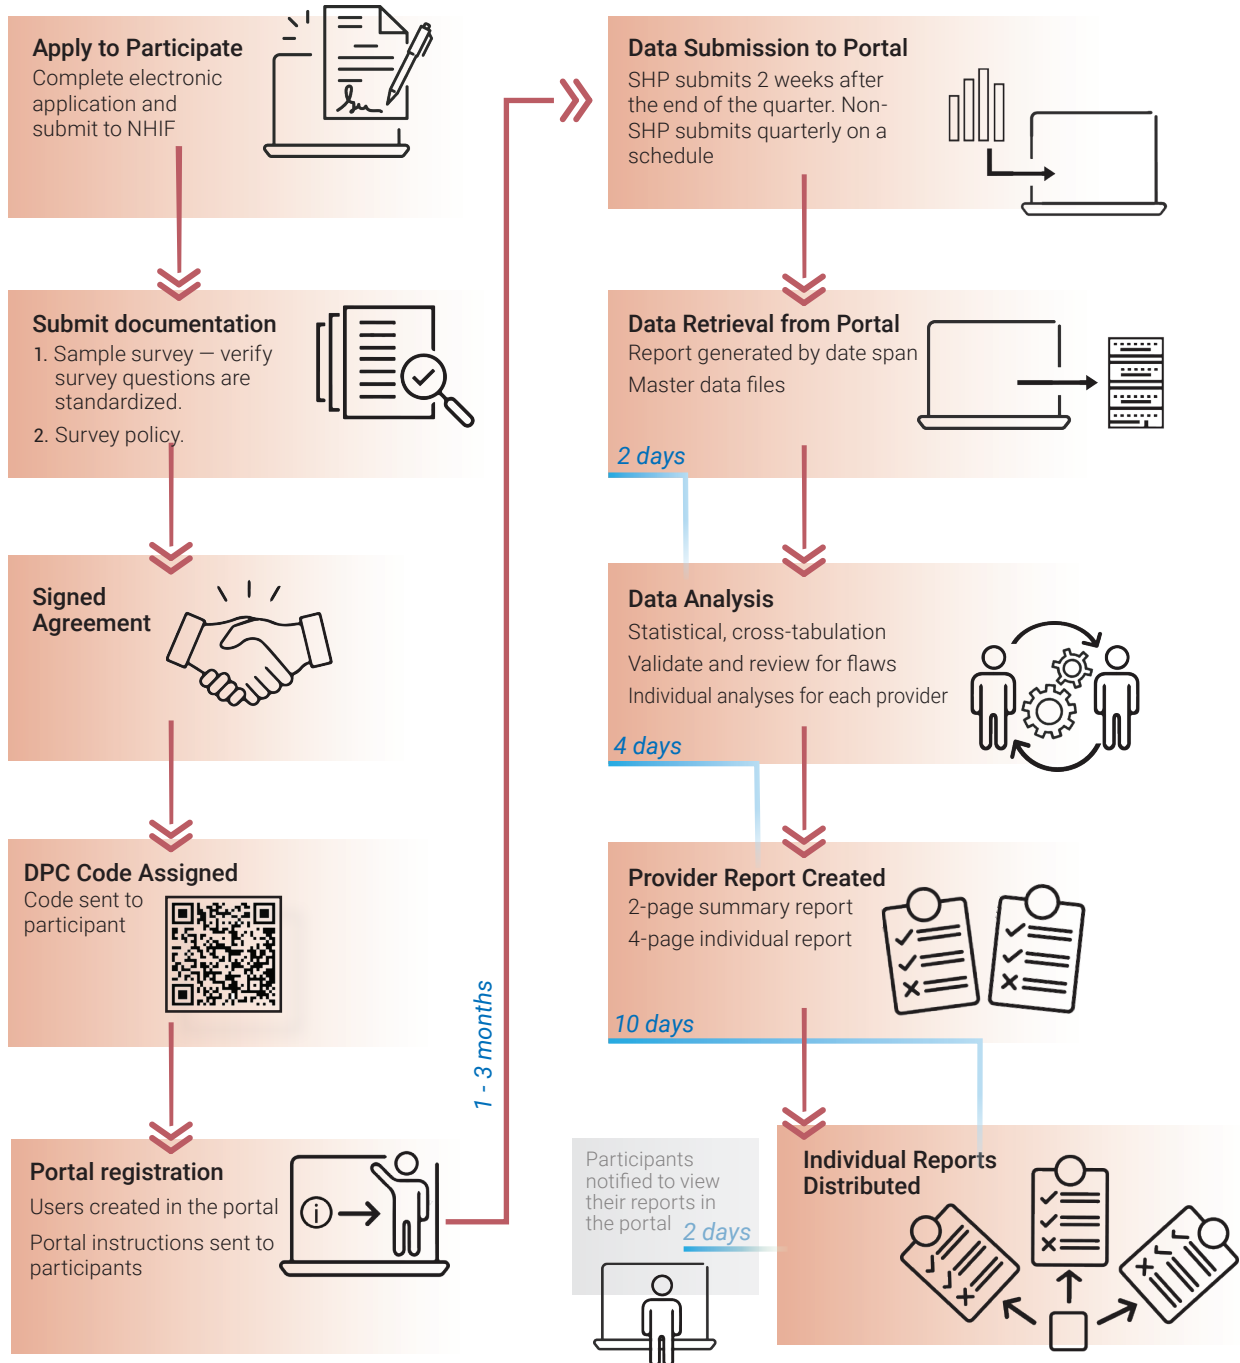 Apply to Participate
Complete electronic
application and
submit to NHIF
Submit documentation
1. Sample survey — verify
survey questions are
standardized.
2. Survey policy.
Signed
Agreement
DPC Code Assigned
Code sent to
participant
Portal registration
Users created in the portal
Portal instructions sent to
participants
i
1 - 3 months
Data Submission to Portal
SHP submits 2 weeks after
the end of the quarter. Non-
SHP submits quarterly on a
schedule
Data Retrieval from Portal
Report generated by date span
Master data files
2 days
Data Analysis
Statistical, cross-tabulation
Validate and review for flaws
Individual analyses for each provider
4 days
Provider Report Created
2-page summary report
4-page individual report
10 days
Individual Reports
Distributed
Participants
notified to view
their reports in
the portal
2 days